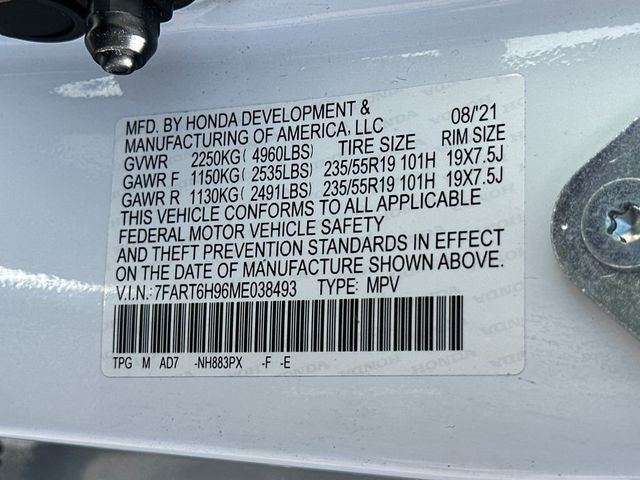 MFD. BY HONDA DEVELOPMENT & 08/'21
MANUFACTURING OF AMERICA, LLC
GVWR 2250KG( 4960LBS) TIRE SIZE RIM SIZE
GAWR F 1150KG( 2535LBS) 235/55R19 101H 19X7.5J
GAWR R 1130KG( 2491LBS) 235/55R19 101H 19X7.5J
THIS VEHICLE CONFORMS TO ALL APPLICABLE
FEDERAL MOTOR VEHICLE SAFETY
AND THEFT PREVENTION STANDARDS IN EFFECT
ON THE DATE OF MANUFACTURE SHOWN ABOVE.
V.I.N.: 7FART6H96ME038493 TYPE: MPV
TPG M AD7 -NH883PX -F -E